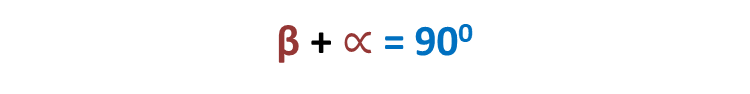 β + ∝ = 90⁰